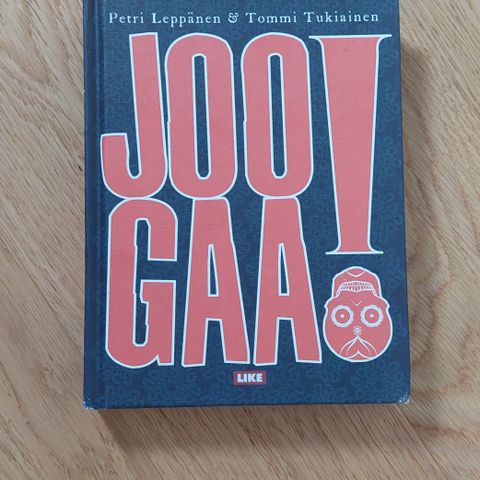 Petri Leppänen & Tommi Tukiainen
JOO
GAA!
LIKE